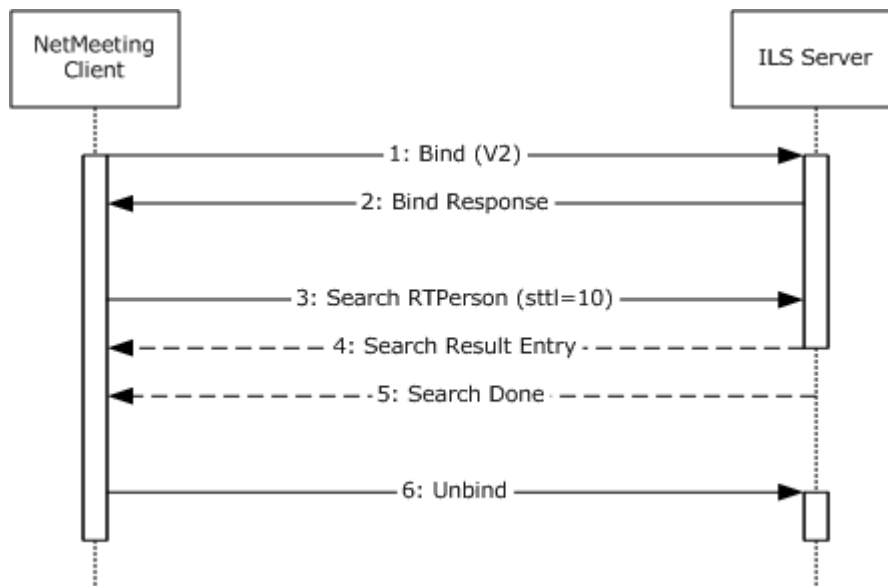 NetMeeting
Client
ILS Server
1: Bind (V2)
2: Bind Response
3: Search RTPerson (sttl=10)
4: Search Result Entry
5: Search Done
6: Unbind